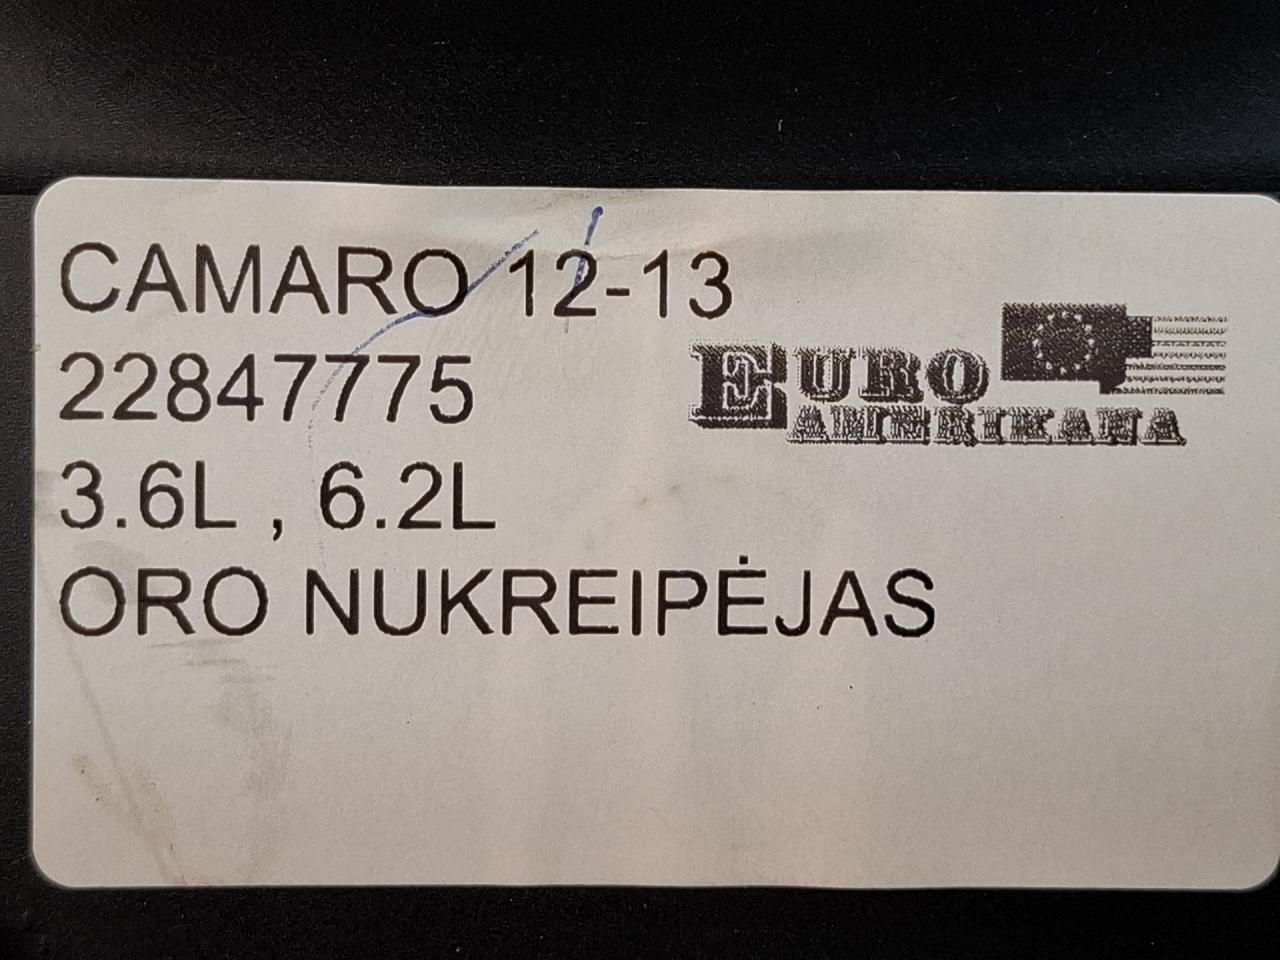 CAMARO 12-13
22847775
3.6L , 6.2L
ORO NUKREIPĖJAS
EURO
AMERIKANA